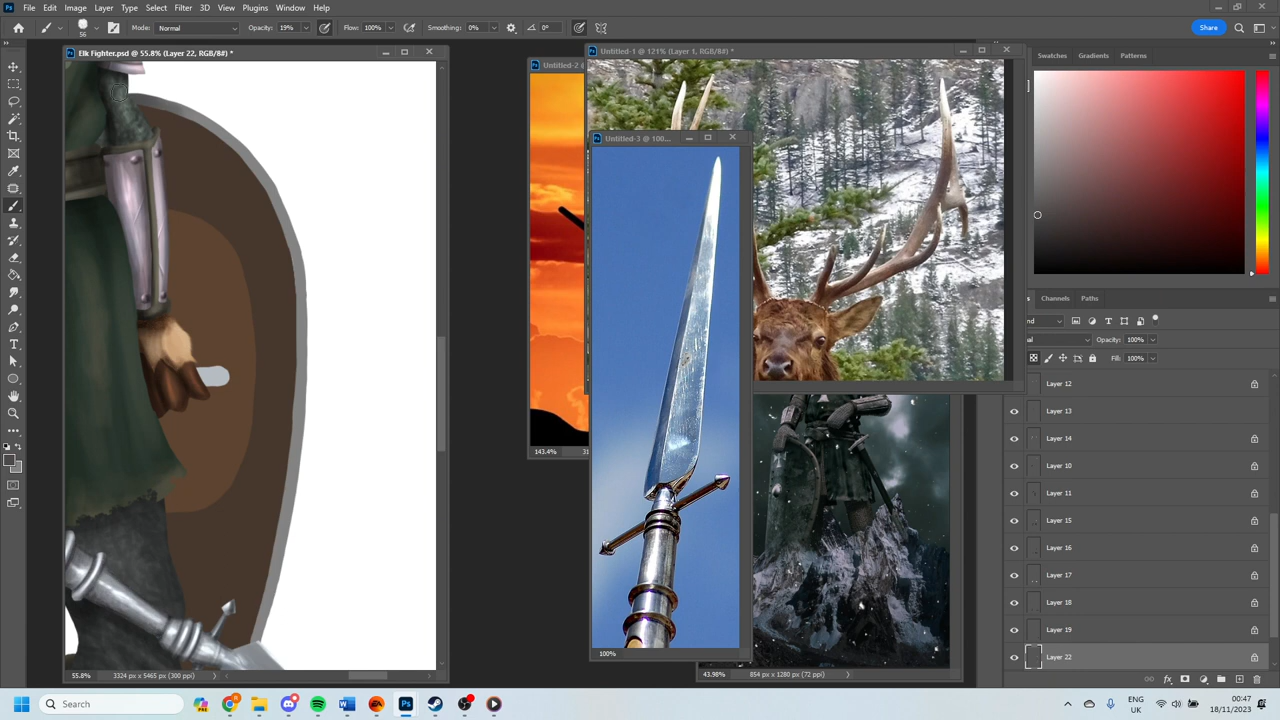 File Edit Image Layer Type Select Filter 3D View Plugins Window Help
56 Mode: Normal Opacity: 19% Flow: 100% Smoothing: 0% 0° Share
Elk Fighter.psd @ 55.8% (Layer 22, RGB/8#) *
Untitled-2
Untitled-1 @ 121% (Layer 1, RGB/8#) *
Untitled-3 @ 100...
Swatches Gradients Patterns
Channels Paths
Opacity: 100%
Fill: 100%
Layer 12
Layer 13
Layer 14
Layer 10
Layer 11
Layer 15
Layer 16
Layer 17
Layer 18
Layer 19
Layer 22
143.4%
100%
55.8% 3324 px x 5465 px (300 ppi)
43.98% 854 px x 1280 px (72 ppi)
Search
ENG
UK
00:47
18/11/2023